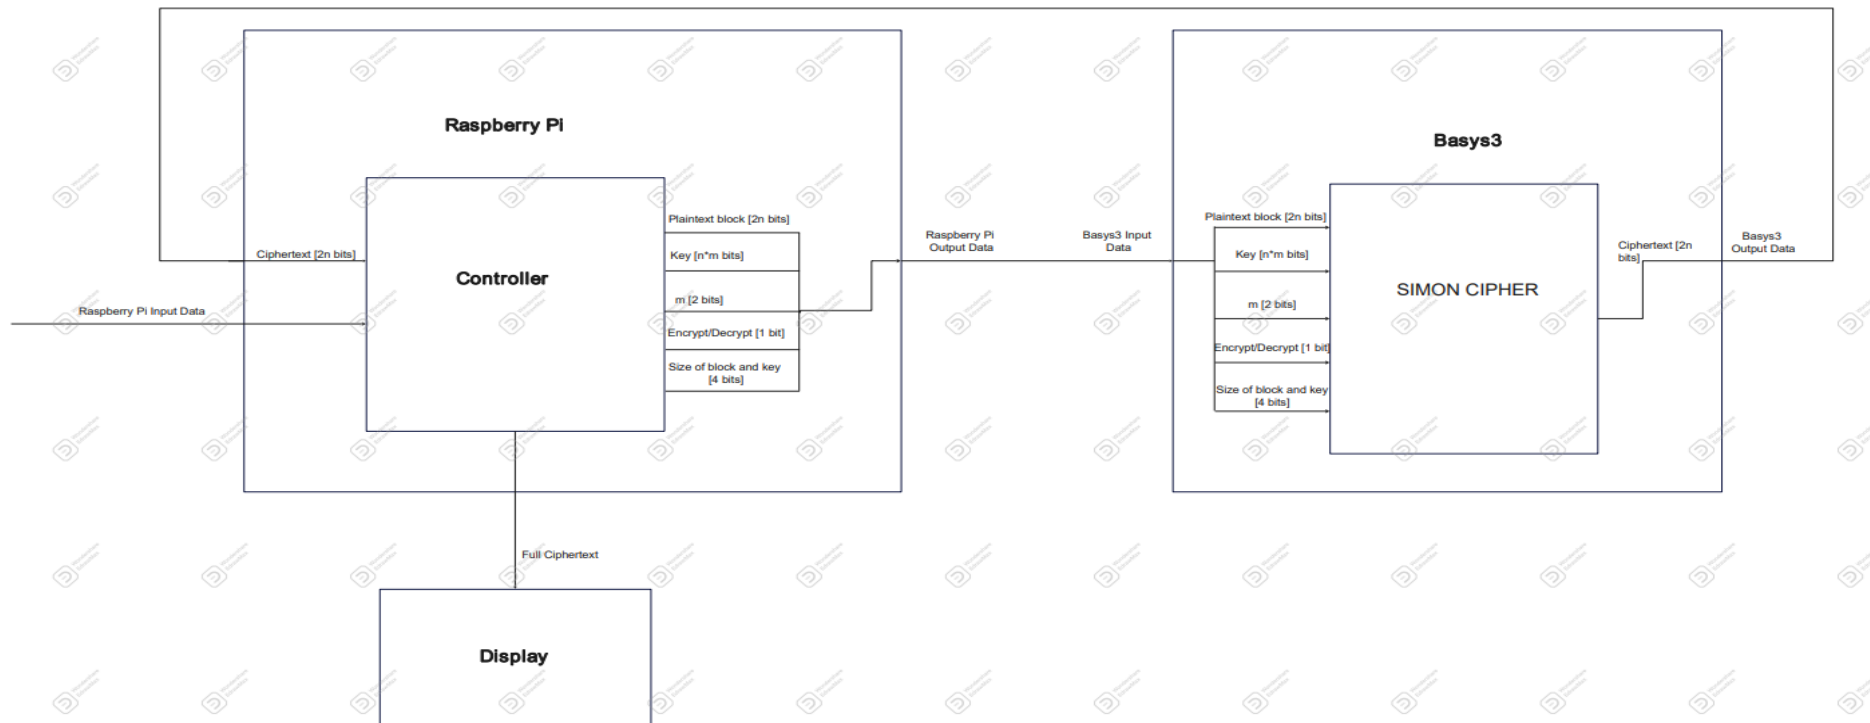 Raspberry Pi
Basys3
Plaintext block [2n bits]
Key [n*m bits]
m [2 bits]
Encrypt/Decrypt [1 bit]
Size of block and key
[4 bits]
Ciphertext [2n bits]
Controller
Raspberry Pi Input Data
Raspberry Pi
Output Data
Basys3 Input
Data
Plaintext block [2n bits]
Key [n*m bits]
m [2 bits]
Encrypt/Decrypt [1 bit]
Size of block and key
[4 bits]
SIMON CIPHER
Ciphertext [2n
bits]
Basys3
Output Data
Full Ciphertext
Display
Wondershare
EdrawMax